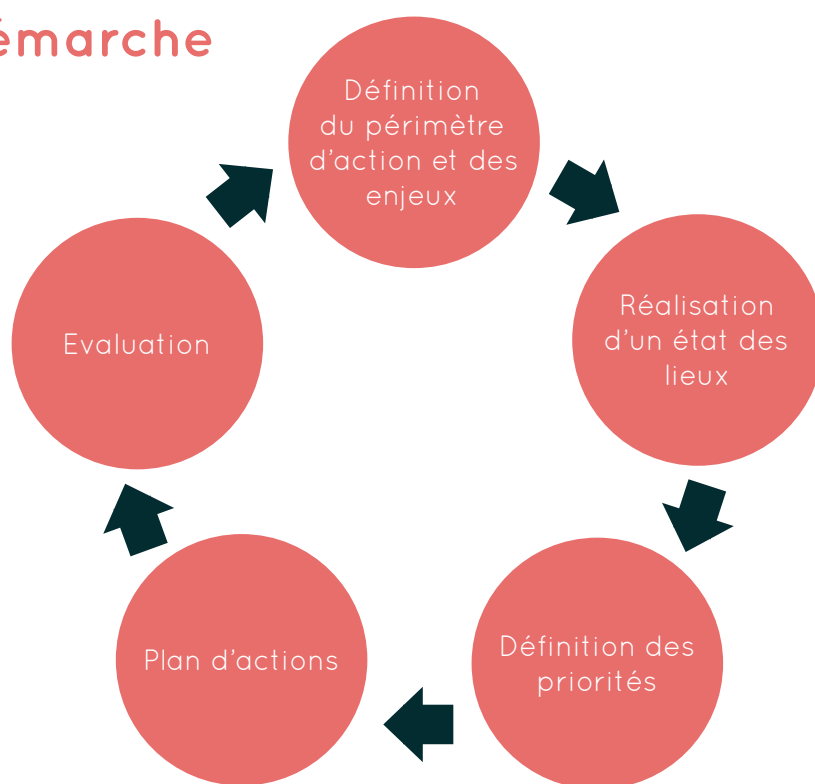 émarche
Définition
du périmètre
d'action et des
enjeux
Réalisation
d'un état des
lieux
Définition des
priorités
Plan d'actions
Evaluation